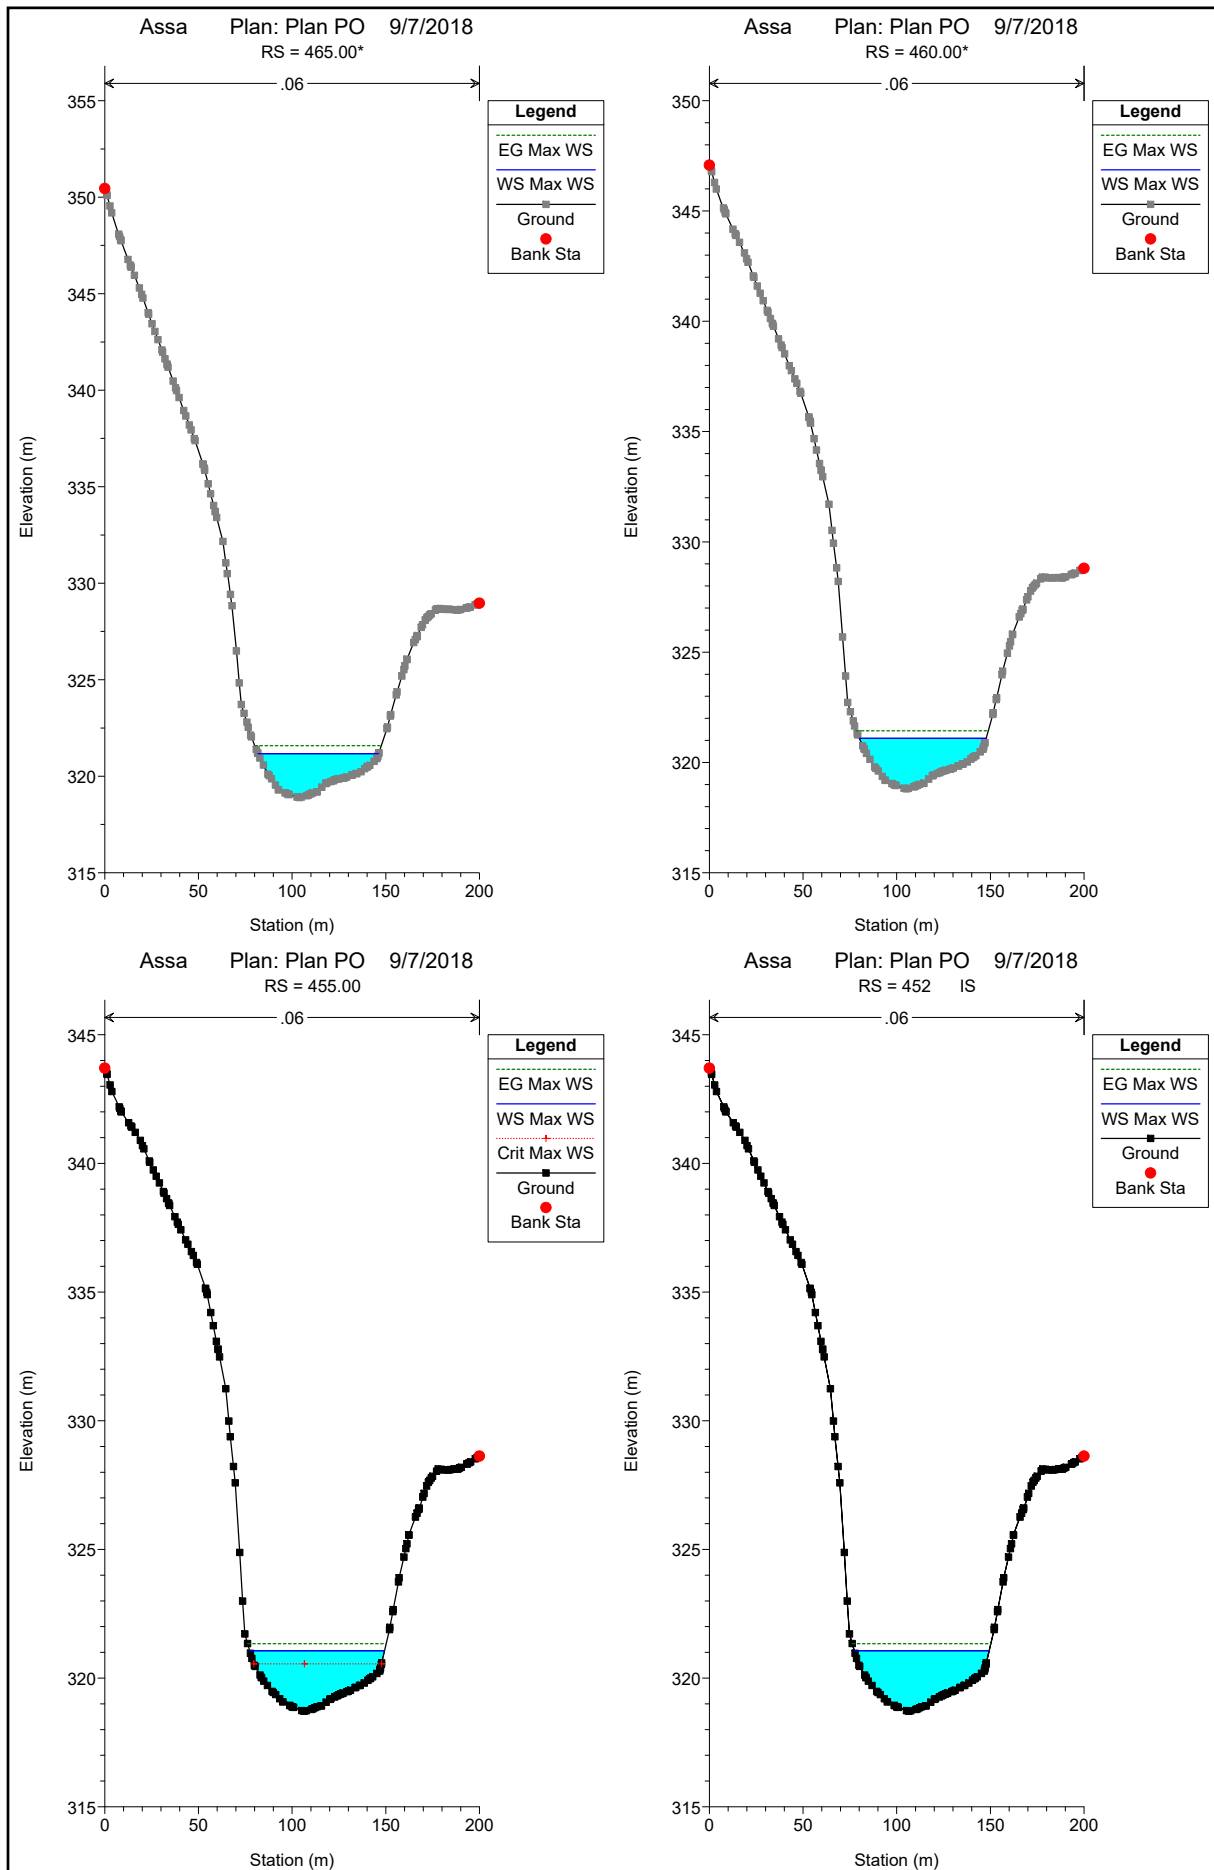 Assa Plan: Plan PO 9/7/2018
RS = 465.00*
.06
Legend
EG Max WS
WS Max WS
Ground
Bank Sta
355
350
345
340
335
330
325
320
315
Elevation (m)
0 50 100 150 200
Station (m)
Assa Plan: Plan PO 9/7/2018
RS = 460.00*
.06
Legend
EG Max WS
WS Max WS
Ground
Bank Sta
350
345
340
335
330
325
320
315
Elevation (m)
0 50 100 150 200
Station (m)
Assa Plan: Plan PO 9/7/2018
RS = 455.00
.06
Legend
EG Max WS
WS Max WS
Crit Max WS
Ground
Bank Sta
345
340
335
330
325
320
315
Elevation (m)
0 50 100 150 200
Station (m)
Assa Plan: Plan PO 9/7/2018
RS = 452 IS
.06
Legend
EG Max WS
WS Max WS
Ground
Bank Sta
345
340
335
330
325
320
315
Elevation (m)
0 50 100 150 200
Station (m)